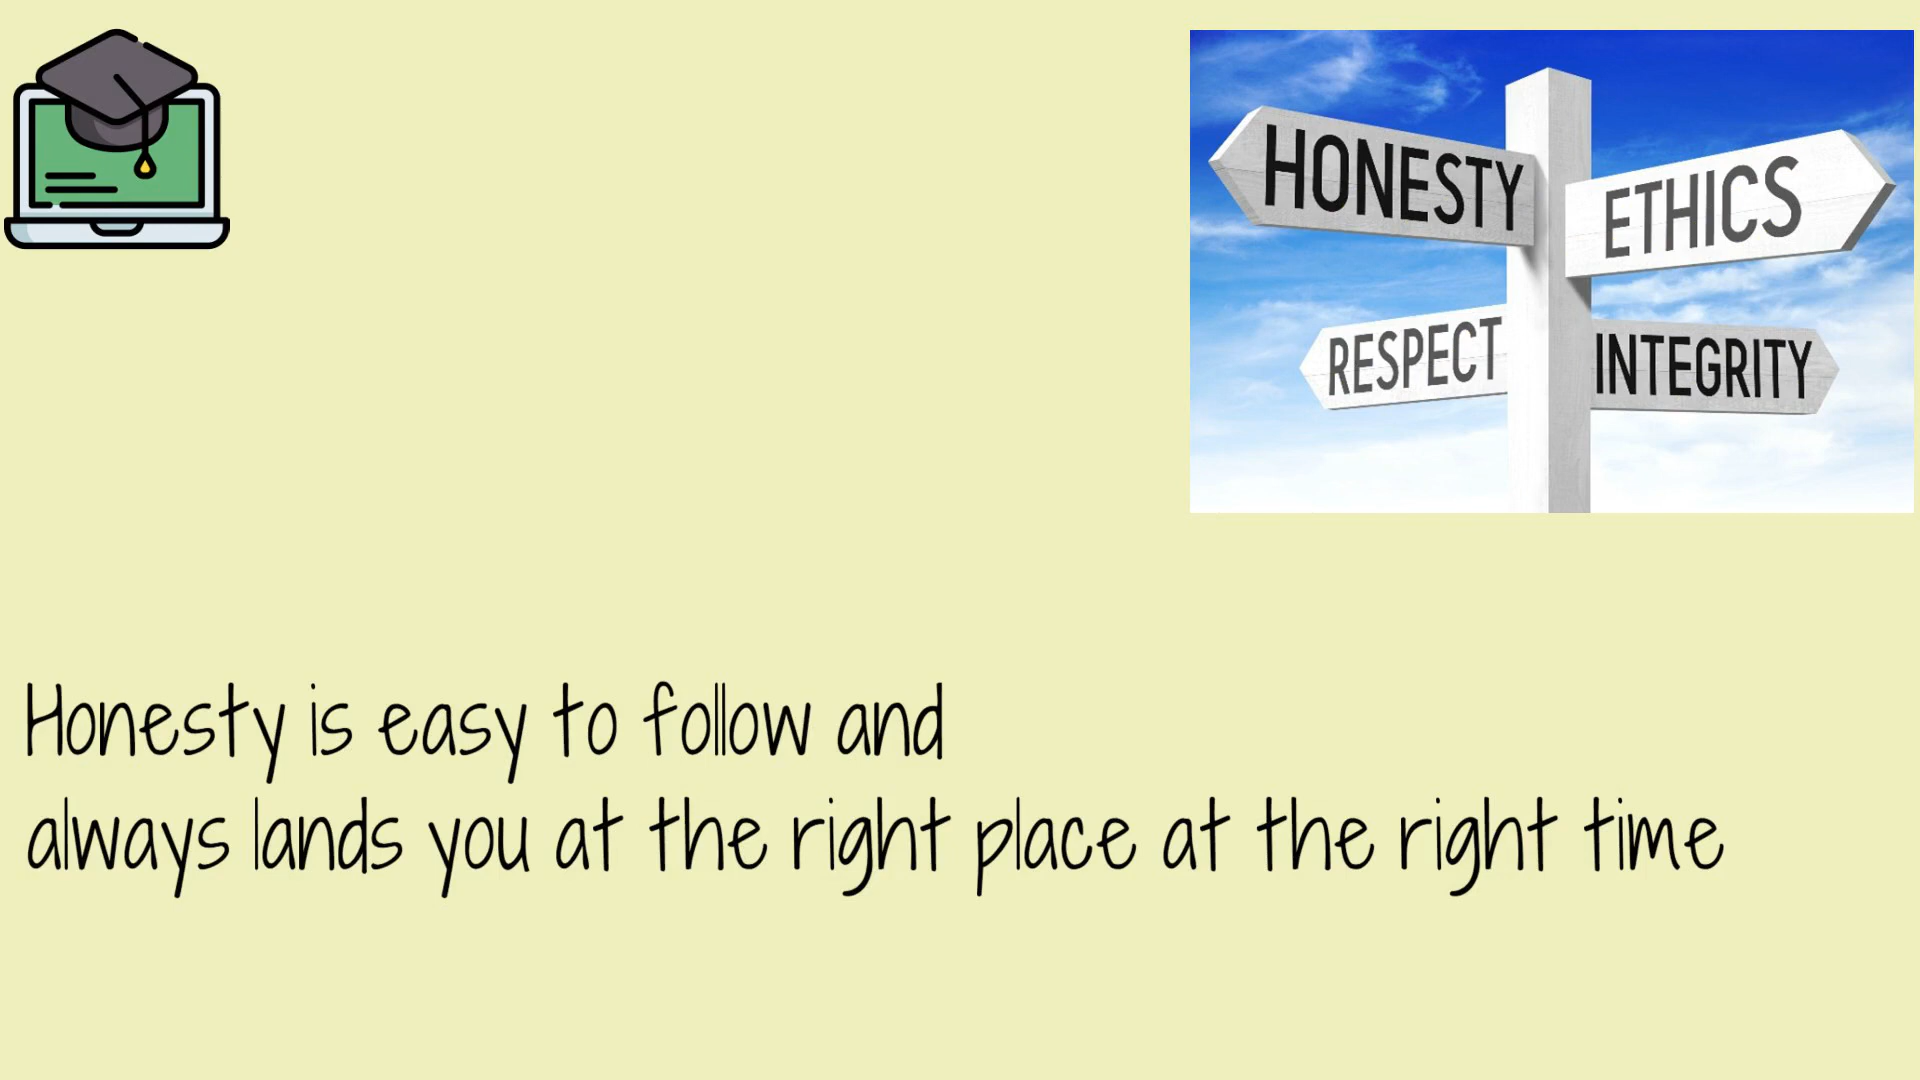 HONESTY
ETHICS
RESPECT
INTEGRITY
Honesty is easy to follow and
always lands you at the right place at the right time